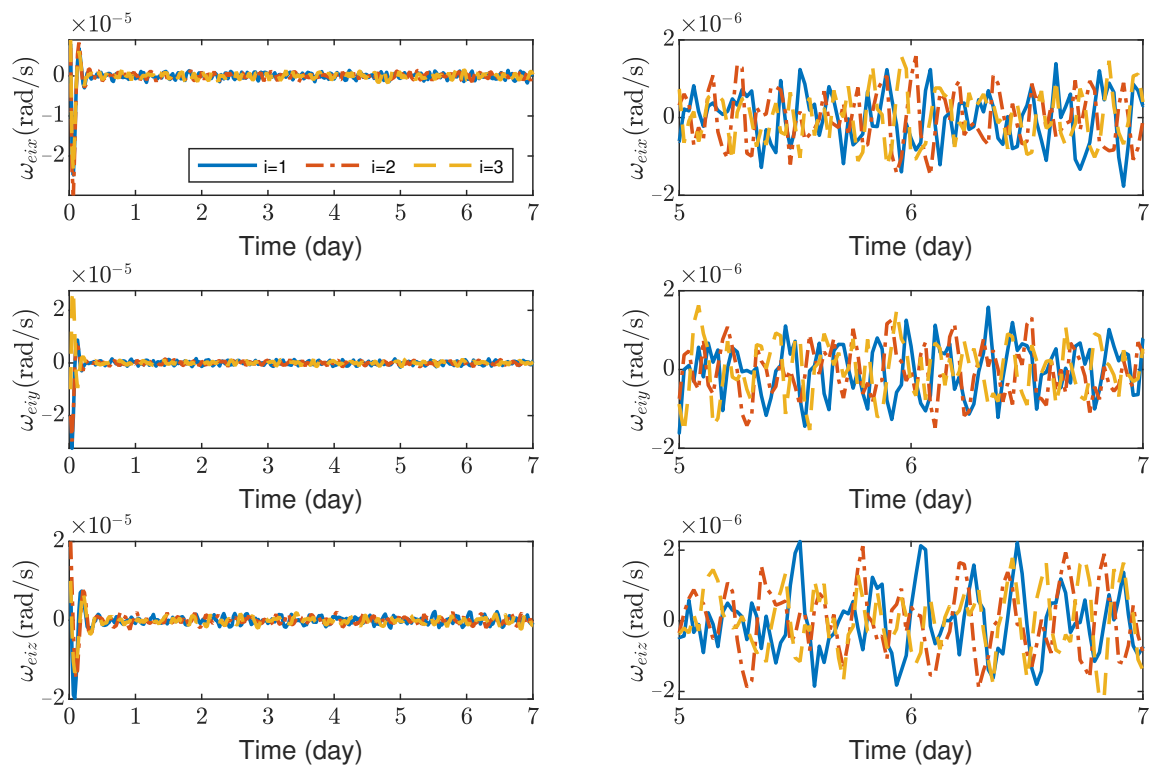 ×10⁻⁵
ω_eix(rad/s)
0
−1
−2
i=1 i=2 i=3
0 1 2 3 4 5 6 7
Time (day)
×10⁻⁶
ω_eix(rad/s)
2
0
−2
5 6 7
Time (day)
×10⁻⁵
ω_eiy(rad/s)
2
0
−2
0 1 2 3 4 5 6 7
Time (day)
×10⁻⁶
ω_eiy(rad/s)
2
0
−2
5 6 7
Time (day)
×10⁻⁵
ω_eiz(rad/s)
2
0
−2
0 1 2 3 4 5 6 7
Time (day)
×10⁻⁶
ω_eiz(rad/s)
2
0
−2
5 6 7
Time (day)